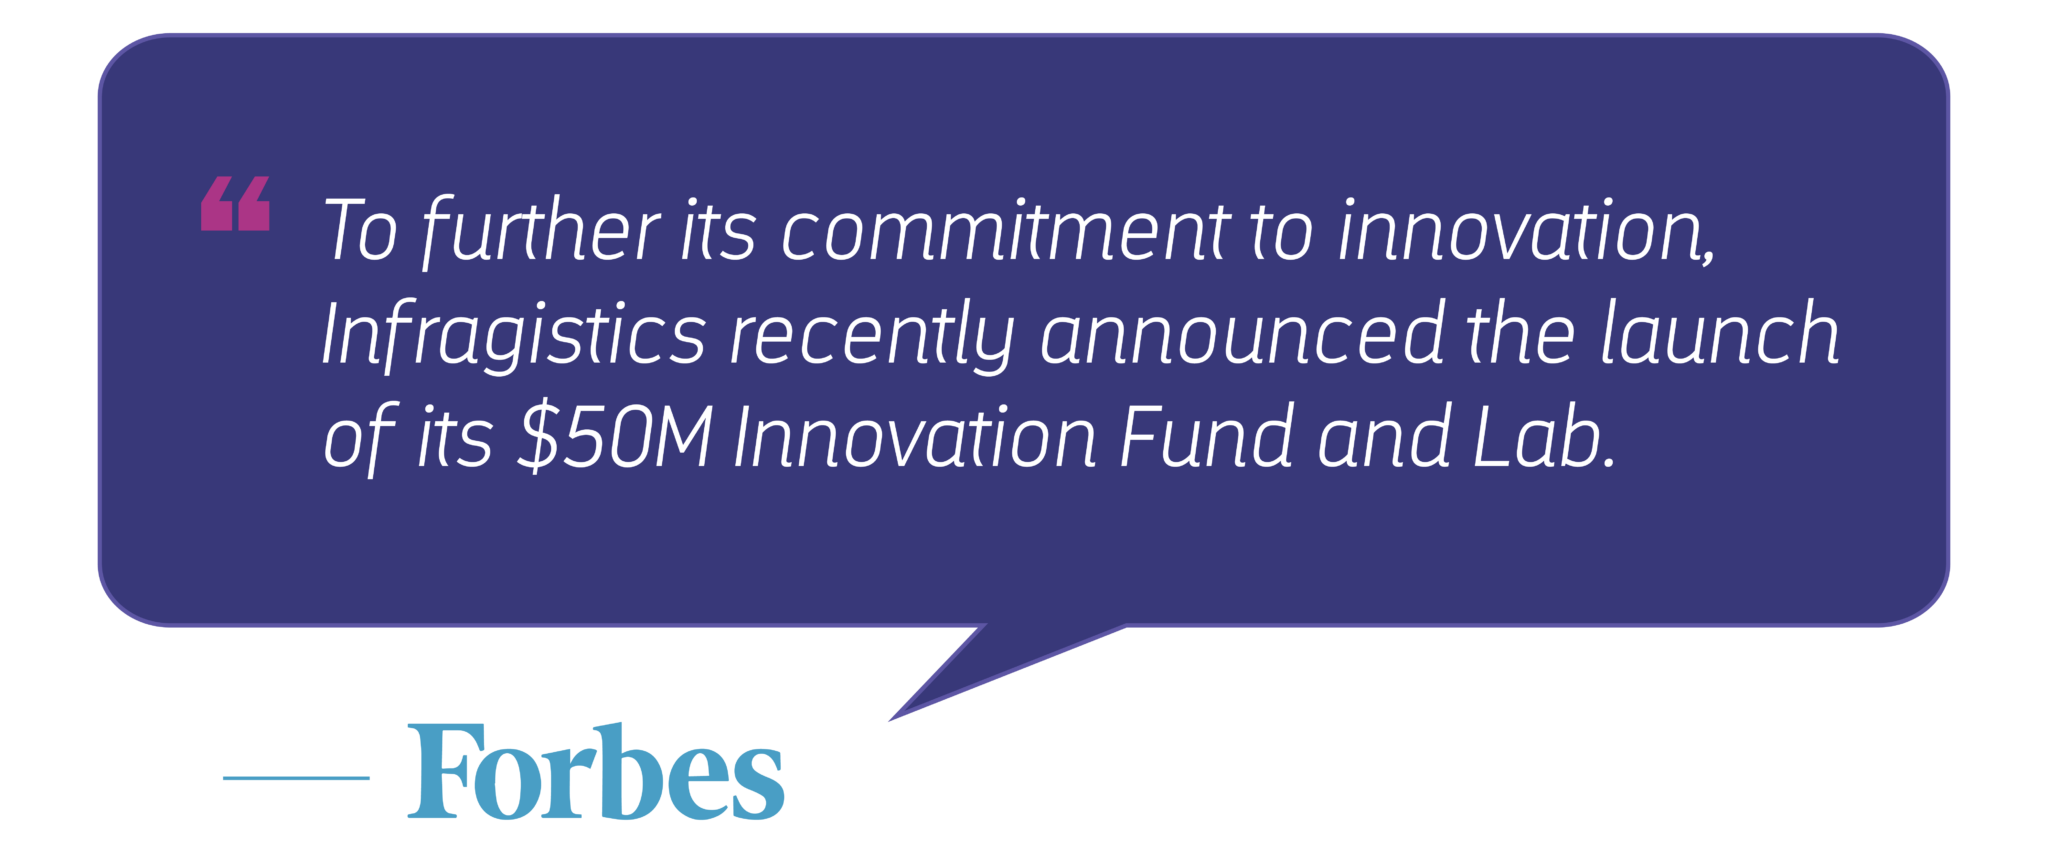 “ To further its commitment to innovation,
Infragistics recently announced the launch
of its $50M Innovation Fund and Lab.
— Forbes